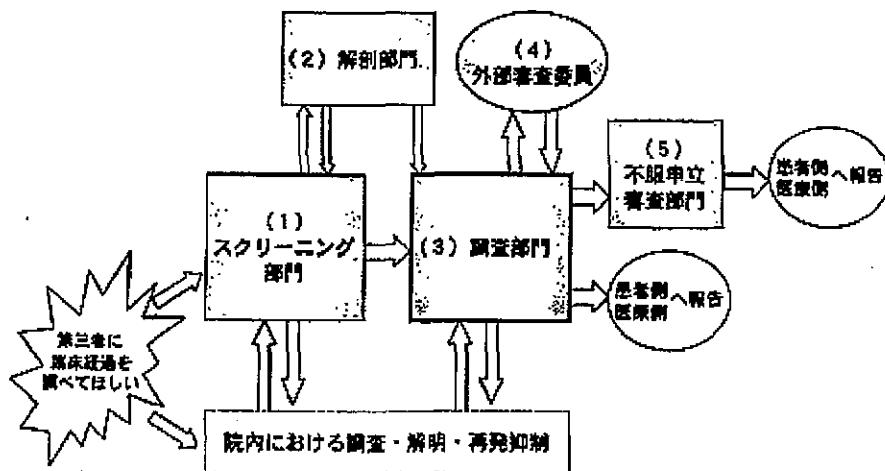 (2) 解剖部門
(4)
外部審査委員
(5)
不服申立
審査部門
患者側
医療側
へ報告
(1)
スクリーニング
部門
(3) 調査部門
患者側
医療側
へ報告
第三者に
臨床経過を
調べてほしい
院内における調査・解明・再発抑制